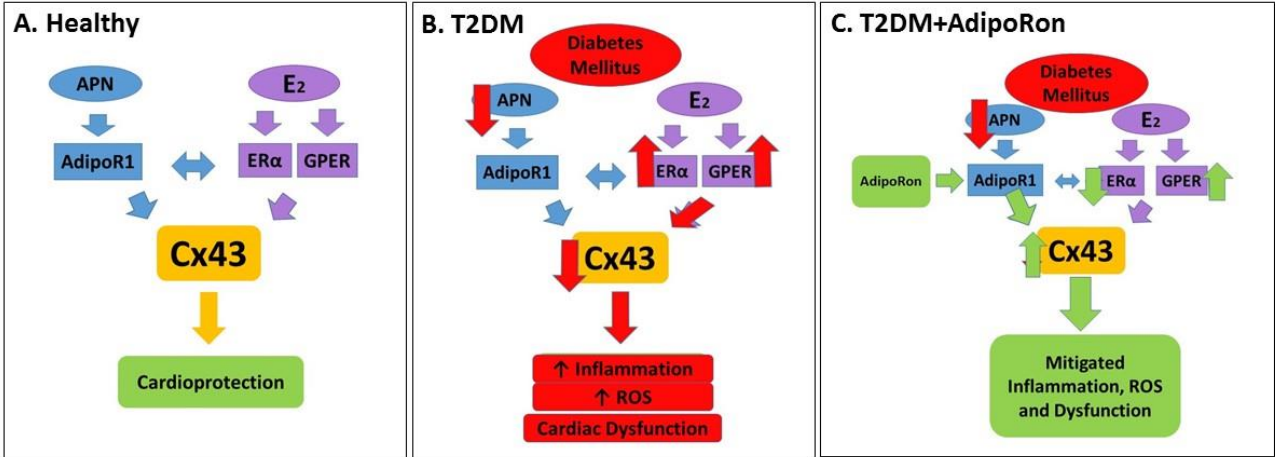 A. Healthy
APN
E₂
AdipoR1
ERα
GPER
Cx43
Cardioprotection
B. T2DM
Diabetes
Mellitus
APN
E₂
AdipoR1
ERα
GPER
Cx43
↑ Inflammation
↑ ROS
Cardiac Dysfunction
C. T2DM+AdipoRon
Diabetes
Mellitus
APN
E₂
AdipoRon
AdipoR1
ERα
GPER
Cx43
Mitigated
Inflammation, ROS
and Dysfunction